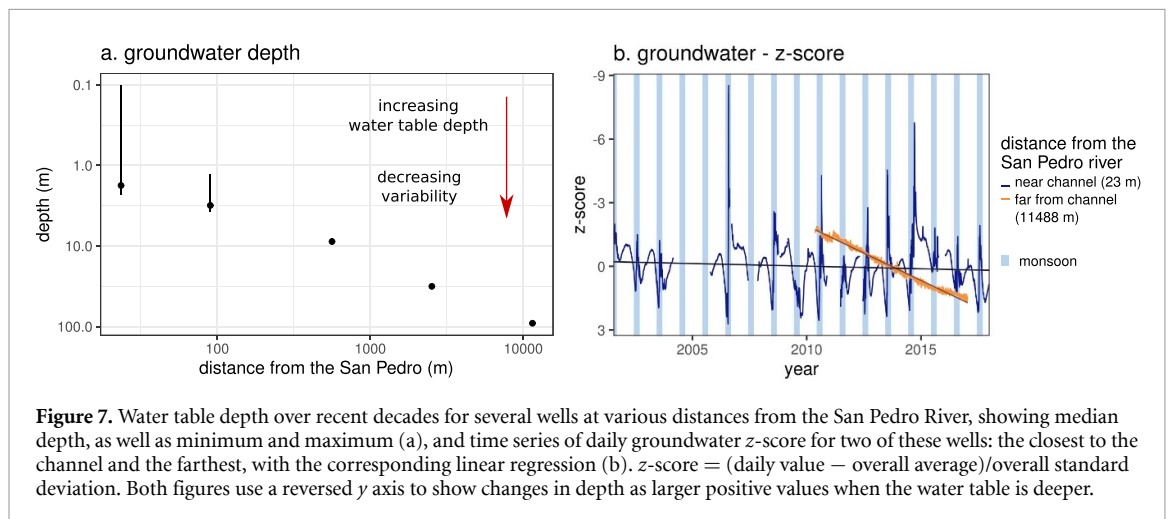 a. groundwater depth
0.1
1.0
10.0
100.0
depth (m)
increasing
water table depth
decreasing
variability
100
1000
10000
distance from the San Pedro (m)
b. groundwater - z-score
-9
-6
-3
0
3
z-score
2005
2010
2015
year
distance from the
San Pedro river
near channel (23 m)
far from channel
(11488 m)
monsoon
Figure 7. Water table depth over recent decades for several wells at various distances from the San Pedro River, showing median
depth, as well as minimum and maximum (a), and time series of daily groundwater z-score for two of these wells: the closest to the
channel and the farthest, with the corresponding linear regression (b). z-score = (daily value − overall average)/overall standard
deviation. Both figures use a reversed y axis to show changes in depth as larger positive values when the water table is deeper.